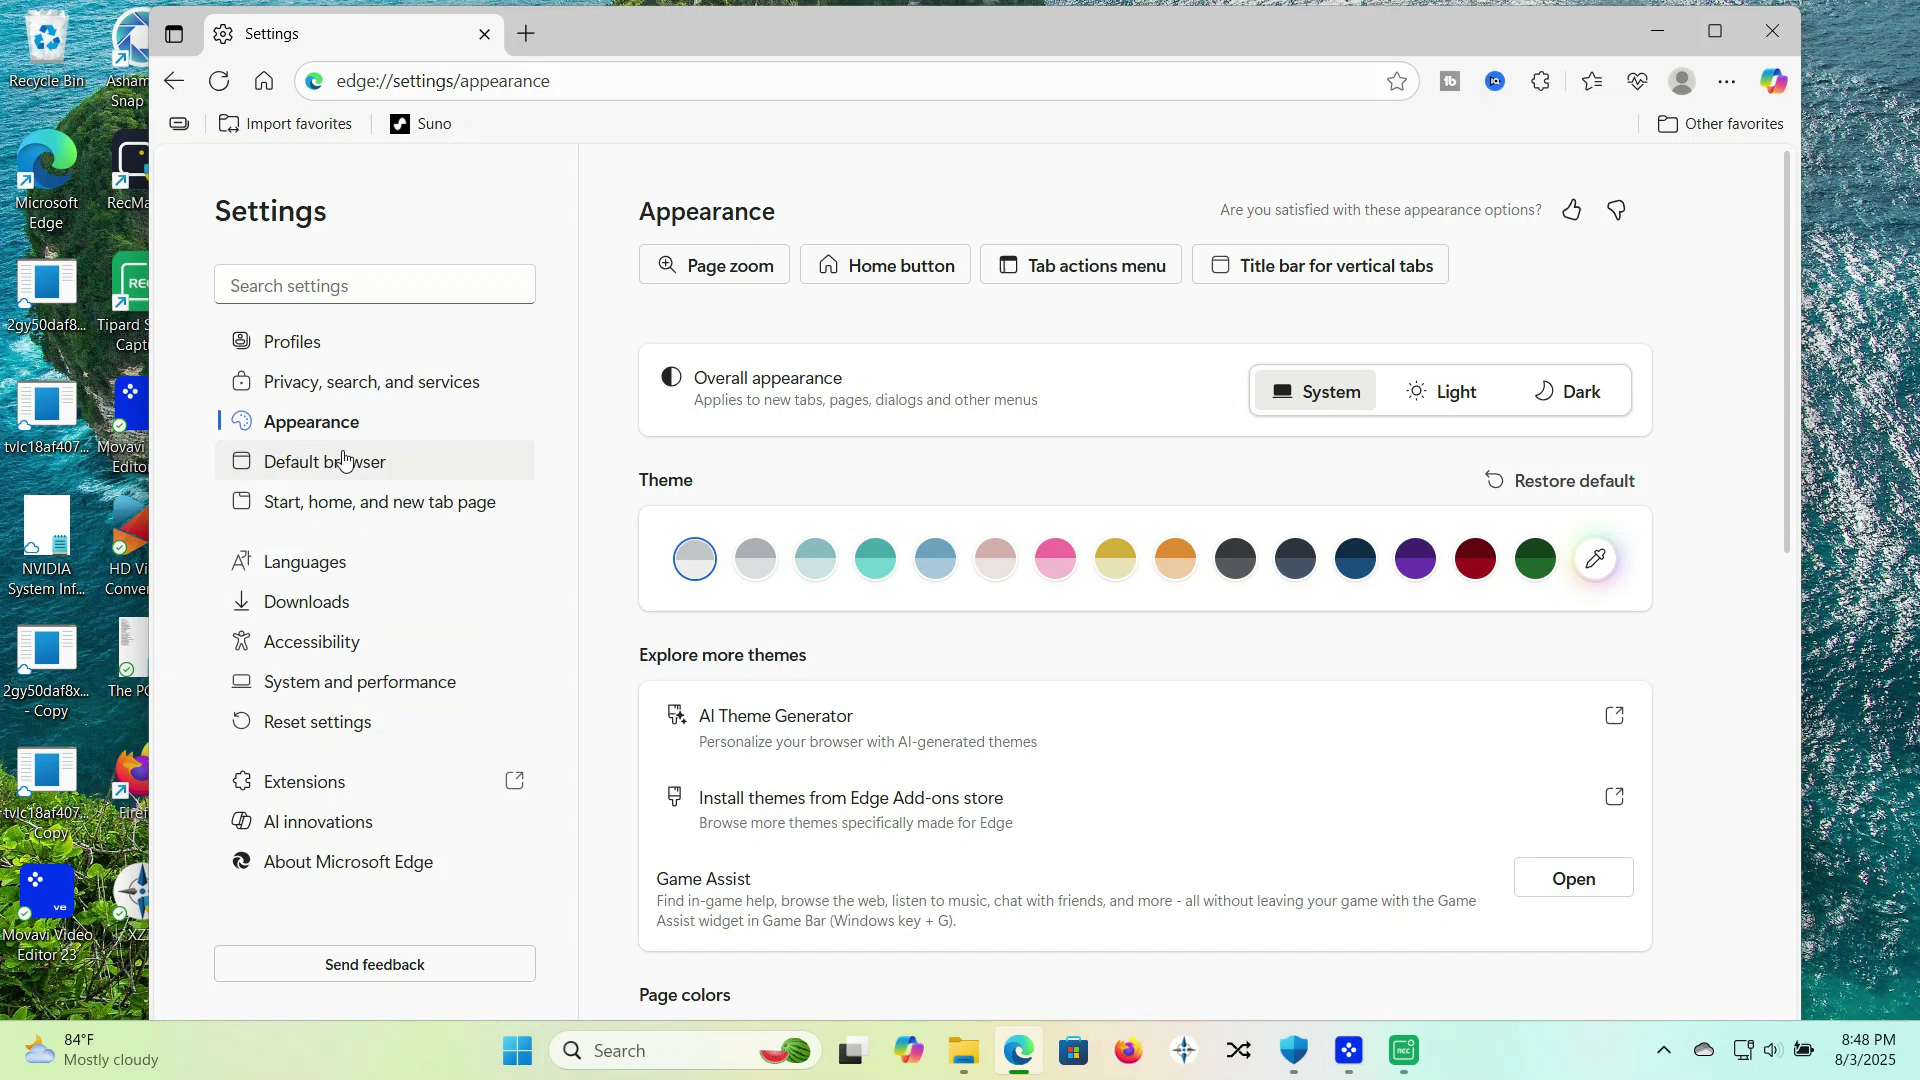 Recycle Bin
Microsoft
Edge
2gy50daf8...
tvlc18af407...
NVIDIA
System Inf...
2gy50daf8x...
- Copy
tvlc18af407...
- Copy
Movavi Video
Editor 23
Asham
Snap
RecMa
Tipard S
Capt
Movavi
Editor
HD Vi
Conver
The PC
Firef
XZ
Settings
edge://settings/appearance
Import favorites
Suno
Other favorites
Settings
Search settings
Profiles
Privacy, search, and services
Appearance
Default browser
Start, home, and new tab page
Languages
Downloads
Accessibility
System and performance
Reset settings
Extensions
AI innovations
About Microsoft Edge
Send feedback
Appearance
Are you satisfied with these appearance options?
Page zoom
Home button
Tab actions menu
Title bar for vertical tabs
Overall appearance
Applies to new tabs, pages, dialogs and other menus
System
Light
Dark
Theme
Restore default
Explore more themes
AI Theme Generator
Personalize your browser with AI-generated themes
Install themes from Edge Add-ons store
Browse more themes specifically made for Edge
Game Assist
Find in-game help, browse the web, listen to music, chat with friends, and more - all without leaving your game with the Game
Assist widget in Game Bar (Windows key + G).
Open
Page colors
84°F
Mostly cloudy
Search
8:48 PM
8/3/2025